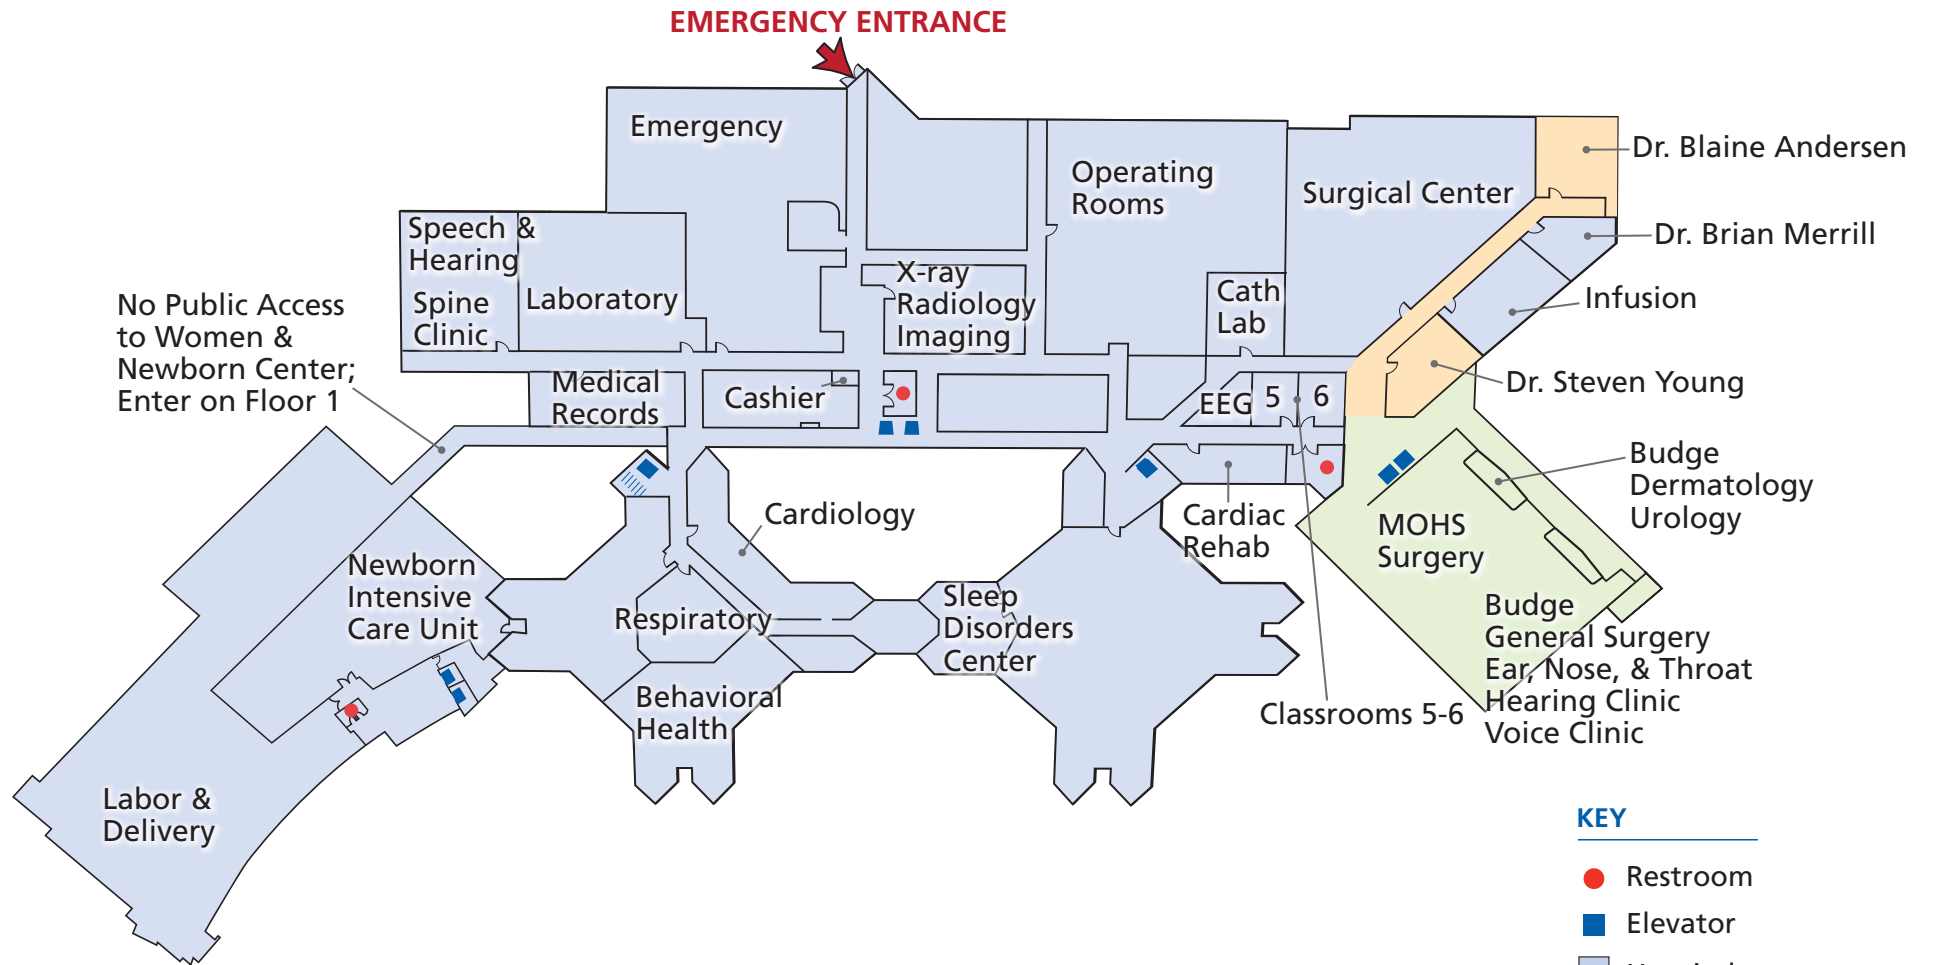 EMERGENCY ENTRANCE
Emergency
Operating
Rooms
Surgical Center
Dr. Blaine Andersen
Dr. Brian Merrill
Infusion
Dr. Steven Young
Speech &
Hearing
Spine
Clinic
Laboratory
X-ray
Radiology
Imaging
Cath
Lab
No Public Access
to Women &
Newborn Center;
Enter on Floor 1
Medical
Records
Cashier
EEG
5
6
Budge
Dermatology
Urology
Cardiology
Cardiac
Rehab
MOHS
Surgery
Newborn
Intensive
Care Unit
Respiratory
Sleep
Disorders
Center
Budge
General Surgery
Ear, Nose, & Throat
Hearing Clinic
Voice Clinic
Behavioral
Health
Classrooms 5-6
Labor &
Delivery
KEY
Restroom
Elevator